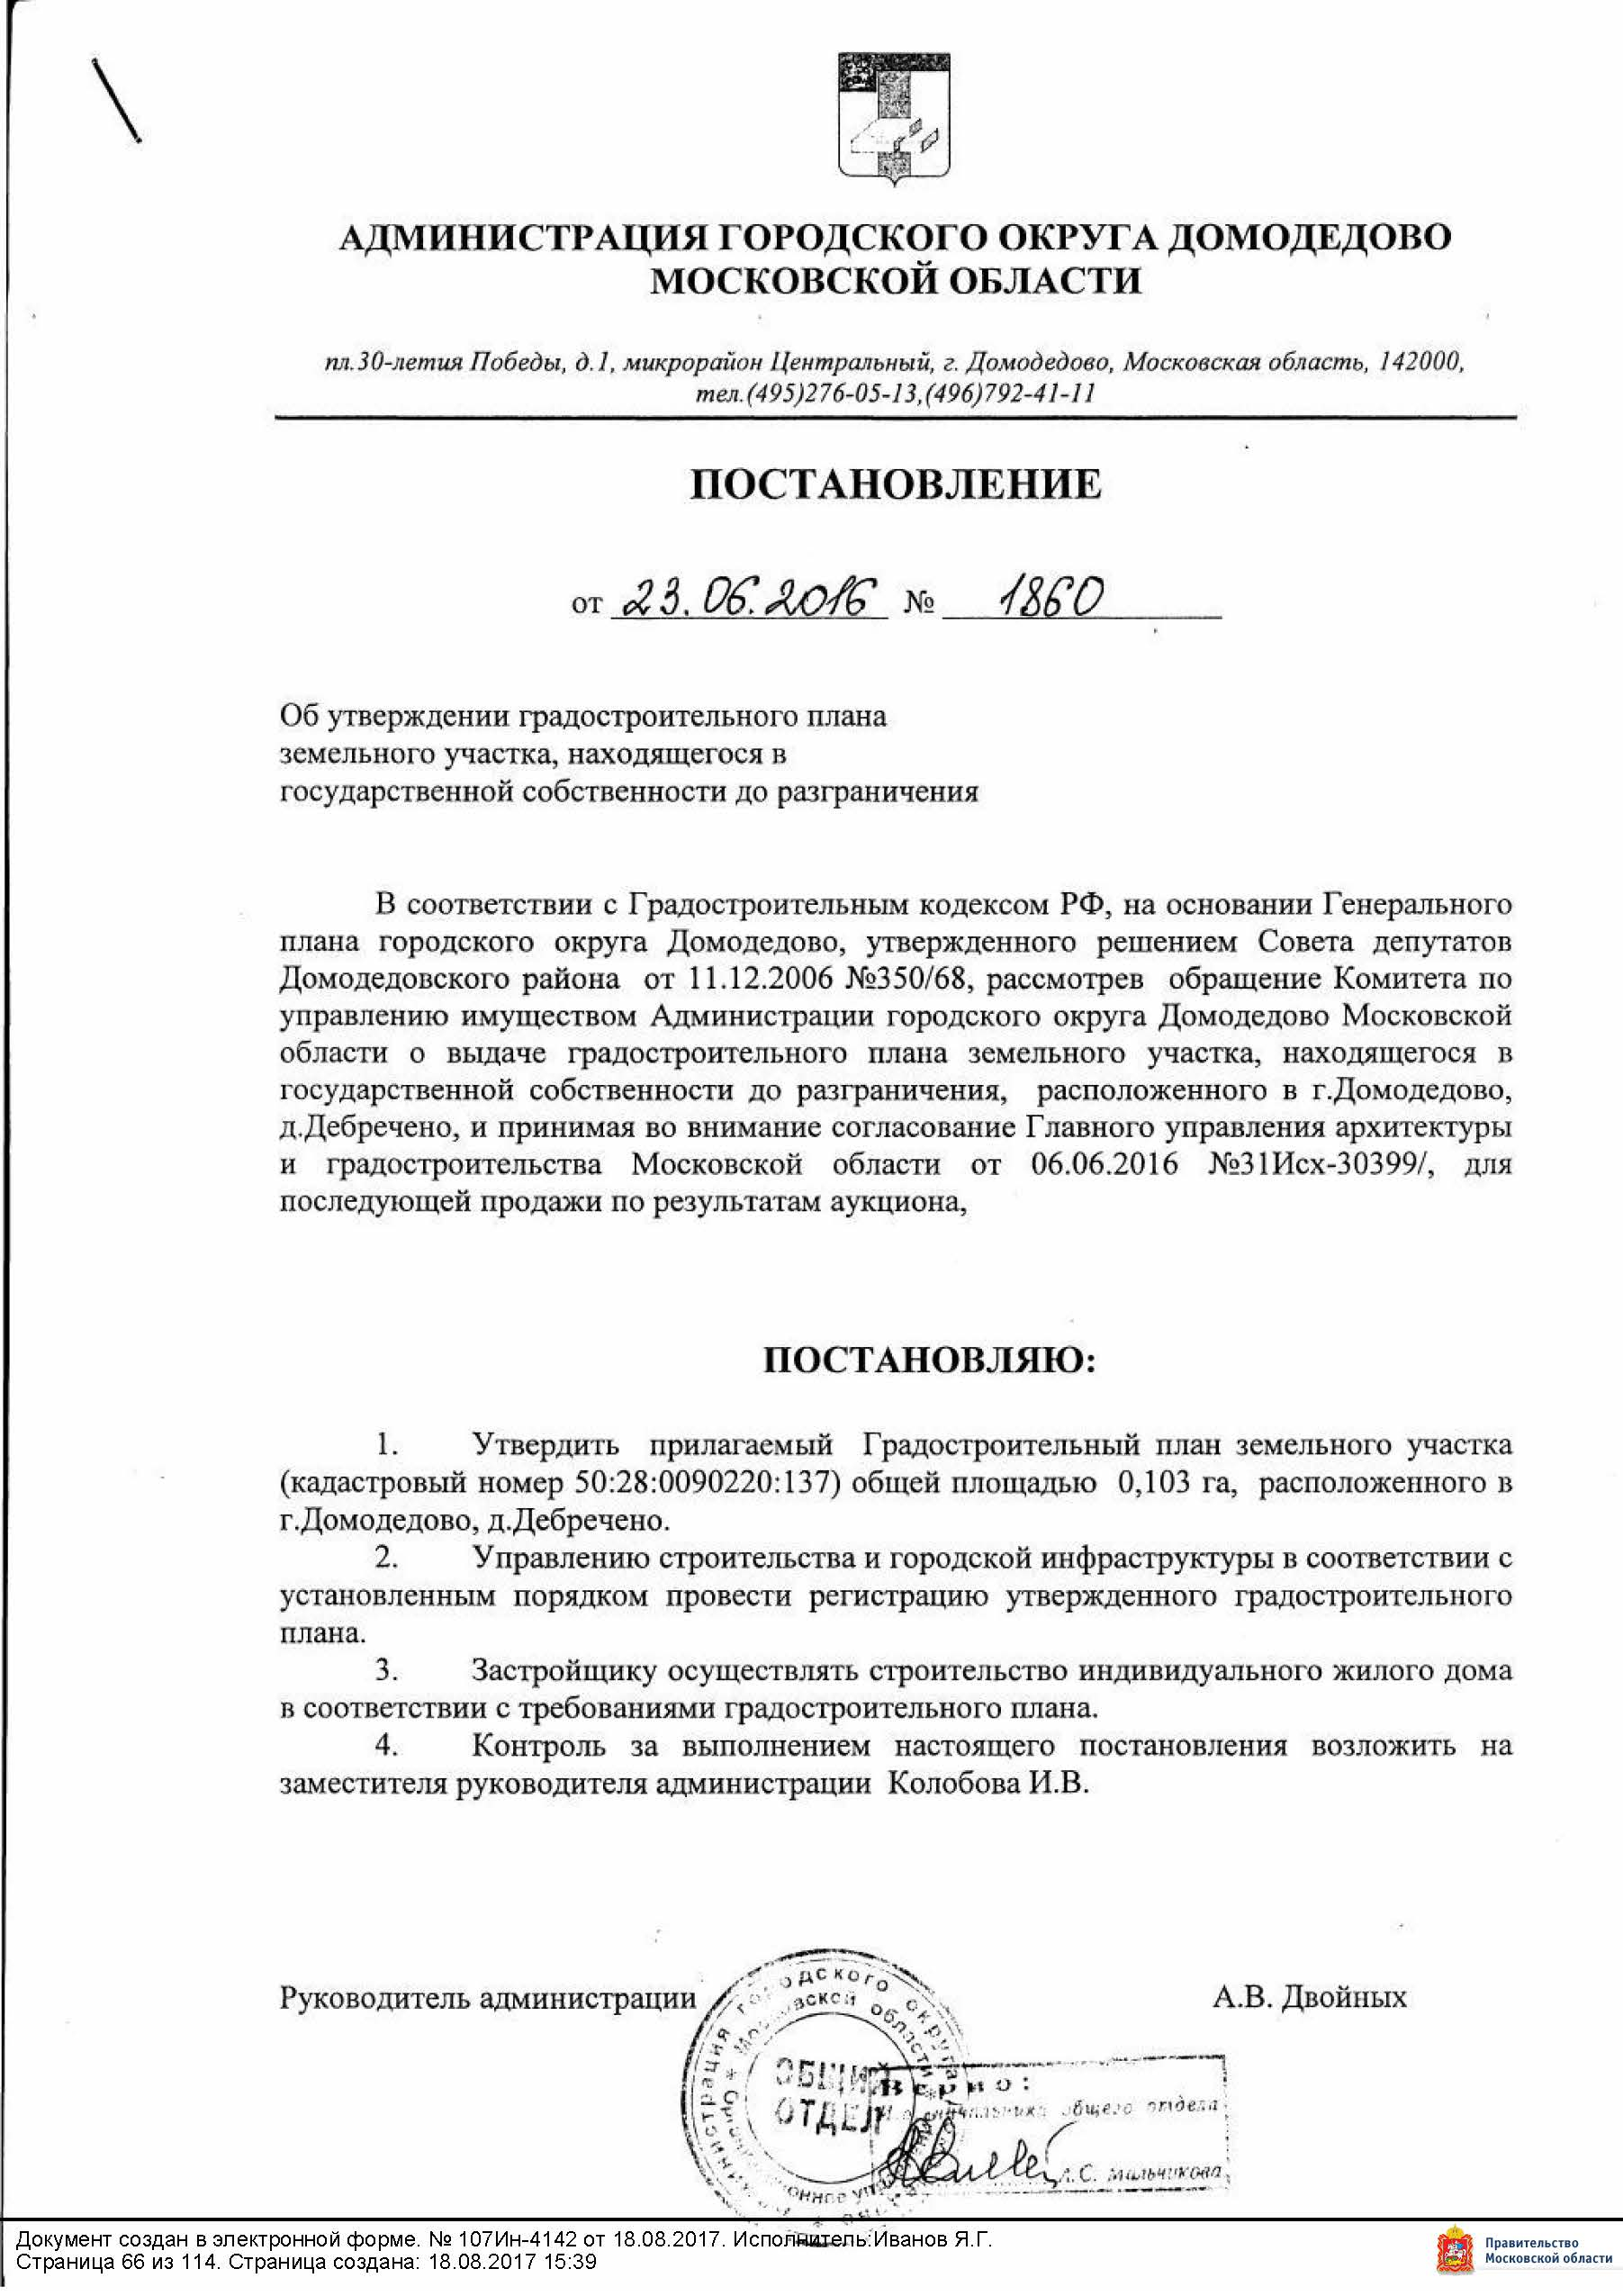 АДМИНИСТРАЦИЯ ГОРОДСКОГО ОКРУГА ДОМОДЕДОВО
МОСКОВСКОЙ ОБЛАСТИ
пл.30-летия Победы, д.1, микрорайон Центральный, г. Домодедово, Московская область, 142000,
тел.(495)276-05-13,(496)792-41-11
ПОСТАНОВЛЕНИЕ
от 23.06.2016 № 1860
Об утверждении градостроительного плана
земельного участка, находящегося в
государственной собственности до разграничения
В соответствии с Градостроительным кодексом РФ, на основании Генерального
плана городского округа Домодедово, утвержденного решением Совета депутатов
Домодедовского района от 11.12.2006 №350/68, рассмотрев обращение Комитета по
управлению имуществом Администрации городского округа Домодедово Московской
области о выдаче градостроительного плана земельного участка, находящегося в
государственной собственности до разграничения, расположенного в г.Домодедово,
д.Дебречено, и принимая во внимание согласование Главного управления архитектуры
и градостроительства Московской области от 06.06.2016 №31Исх-30399/, для
последующей продажи по результатам аукциона,
ПОСТАНОВЛЯЮ:
1. Утвердить прилагаемый Градостроительный план земельного участка
(кадастровый номер 50:28:0090220:137) общей площадью 0,103 га, расположенного в
г.Домодедово, д.Дебречено.
2. Управлению строительства и городской инфраструктуры в соответствии с
установленным порядком провести регистрацию утвержденного градостроительного
плана.
3. Застройщику осуществлять строительство индивидуального жилого дома
в соответствии с требованиями градостроительного плана.
4. Контроль за выполнением настоящего постановления возложить на
заместителя руководителя администрации Колобова И.В.
Руководитель администрации А.В. Двойных
городского округа
Московской области
ОБЩИЙ
ОТДЕЛ
Верно:
начальника общего отдела
Л.С. Мальчикова
Документ создан в электронной форме. № 107Ин-4142 от 18.08.2017. Исполнитель:Иванов Я.Г.
Страница 66 из 114. Страница создана: 18.08.2017 15:39
Правительство
Московской области